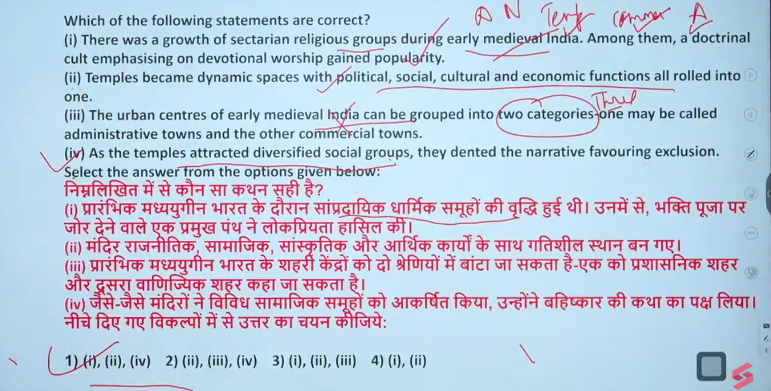 A N Temp commer A
Which of the following statements are correct?
(i) There was a growth of sectarian religious groups during early medieval India. Among them, a doctrinal
cult emphasising on devotional worship gained popularity.
(ii) Temples became dynamic spaces with political, social, cultural and economic functions all rolled into
one.
Three
(iii) The urban centres of early medieval India can be grouped into two categories-one may be called
administrative towns and the other commercial towns.
(iv) As the temples attracted diversified social groups, they dented the narrative favouring exclusion.
Select the answer from the options given below:
निम्नलिखित में से कौन सा कथन सही है?
(i) प्रारंभिक मध्ययुगीन भारत के दौरान सांप्रदायिक धार्मिक समूहों की वृद्धि हुई थी। उनमें से, भक्ति पूजा पर
जोर देने वाले एक प्रमुख पंथ ने लोकप्रियता हासिल की।
(ii) मंदिर राजनीतिक, सामाजिक, सांस्कृतिक और आर्थिक कार्यों के साथ गतिशील स्थान बन गए।
(iii) प्रारंभिक मध्ययुगीन भारत के शहरी केंद्रों को दो श्रेणियों में बांटा जा सकता है-एक को प्रशासनिक शहर
और दूसरा वाणिज्यिक शहर कहा जा सकता है।
(iv) जैसे-जैसे मंदिरों ने विविध सामाजिक समूहों को आकर्षित किया, उन्होंने बहिष्कार की कथा का पक्ष लिया।
नीचे दिए गए विकल्पों में से उत्तर का चयन कीजिये:
1) (i), (ii), (iv) 2) (ii), (iii), (iv) 3) (i), (ii), (iii) 4) (i), (ii)